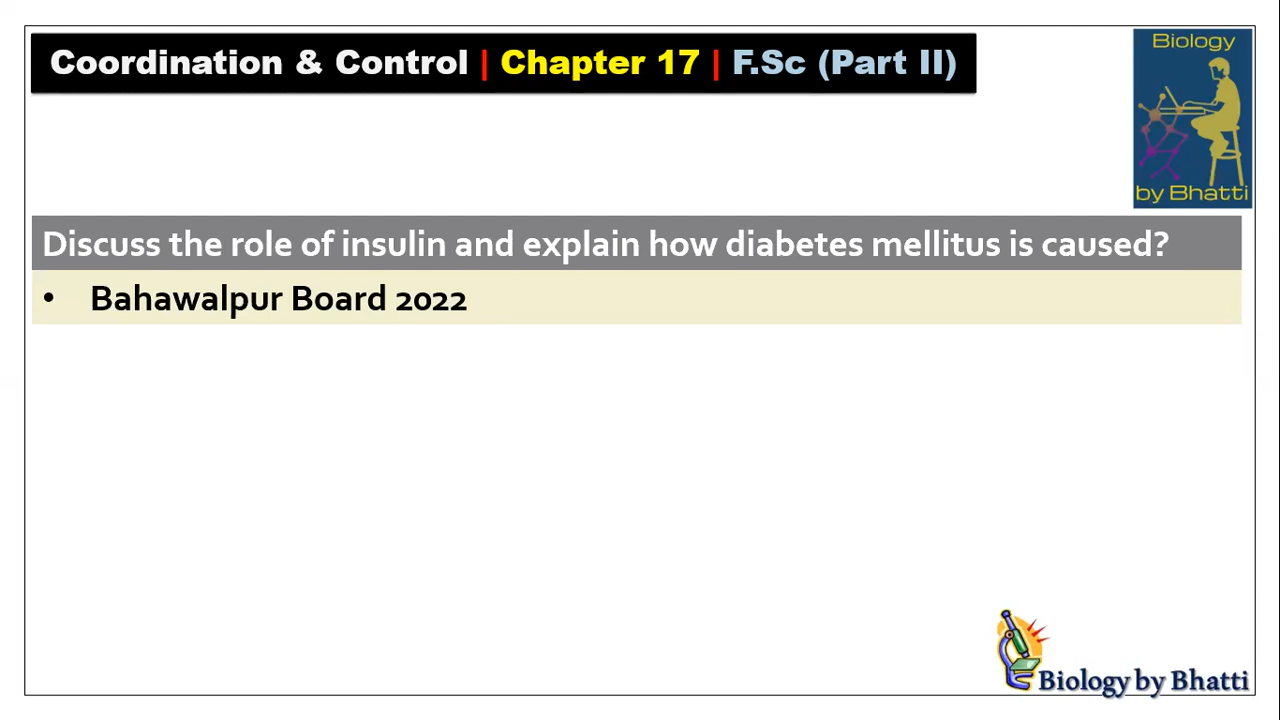 Coordination & Control | Chapter 17 | F.Sc (Part II)
Biology
by Bhatti
Discuss the role of insulin and explain how diabetes mellitus is caused?
• Bahawalpur Board 2022
Biology by Bhatti